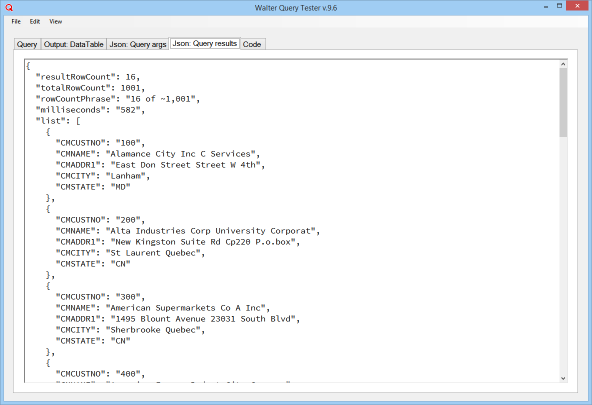 Walter Query Tester v.9.6
File Edit View
Query Output: DataTable Json: Query args Json: Query results Code
{
"resultRowCount": 16,
"totalRowCount": 1001,
"rowCountPhrase": "16 of ~1,001",
"milliseconds": "582",
"list": [
{
"CMCUSTNO": "100",
"CMNAME": "Alamance City Inc C Services",
"CMADDR1": "East Don Street Street W 4th",
"CMCITY": "Lanham",
"CMSTATE": "MD"
},
{
"CMCUSTNO": "200",
"CMNAME": "Alta Industries Corp University Corporat",
"CMADDR1": "New Kingston Suite Rd Cp220 P.o.box",
"CMCITY": "St Laurent Quebec",
"CMSTATE": "CN"
},
{
"CMCUSTNO": "300",
"CMNAME": "American Supermarkets Co A Inc",
"CMADDR1": "1495 Blount Avenue 23031 South Blvd",
"CMCITY": "Sherbrooke Quebec",
"CMSTATE": "CN"
},
{
"CMCUSTNO": "400",